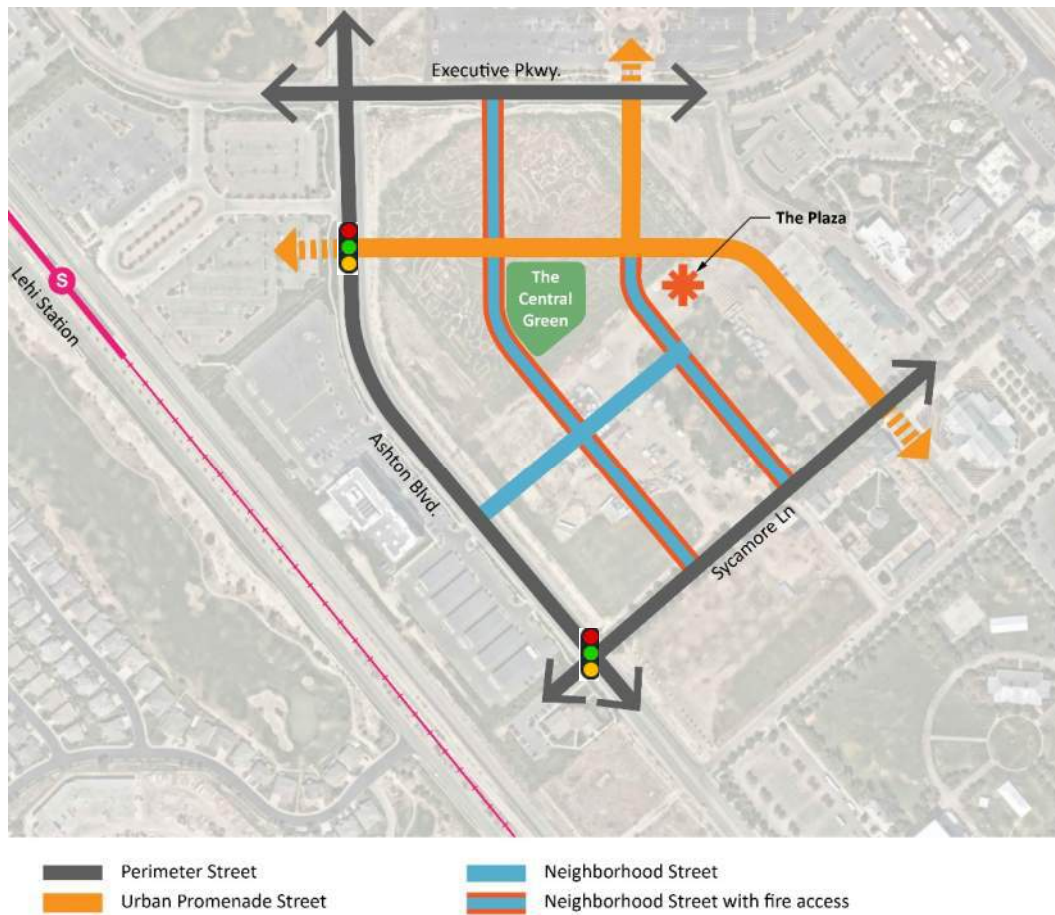 Executive Pkwy.
The Plaza
S
Lehi Station
The
Central
Green
Ashton Blvd.
Sycamore Ln
Perimeter Street
Neighborhood Street
Urban Promenade Street
Neighborhood Street with fire access